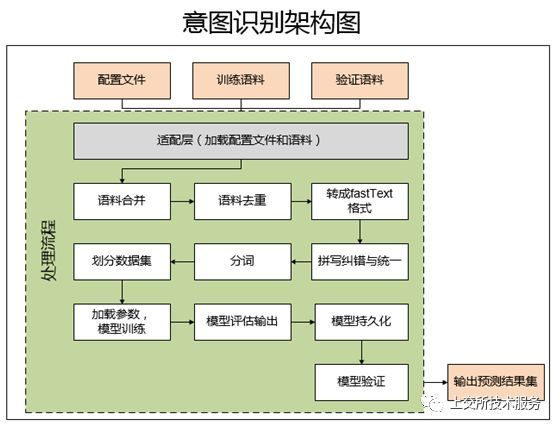 意图识别架构图
配置文件
训练语料
验证语料
适配层（加载配置文件和语料）
处理流程
语料合并
语料去重
转成fastText
格式
拼写纠错与统一
分词
划分数据集
加载参数，
模型训练
模型评估输出
模型持久化
模型验证
输出预测结果集
上交所技术服务